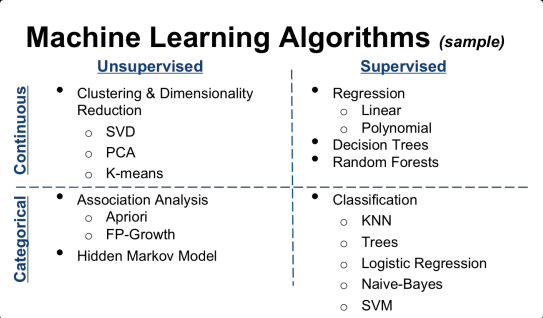 Machine Learning Algorithms (sample)
Unsupervised
Supervised
Continuous
Clustering & Dimensionality
Reduction
SVD
PCA
K-means
Regression
Linear
Polynomial
Decision Trees
Random Forests
Categorical
Association Analysis
Apriori
FP-Growth
Hidden Markov Model
Classification
KNN
Trees
Logistic Regression
Naive-Bayes
SVM